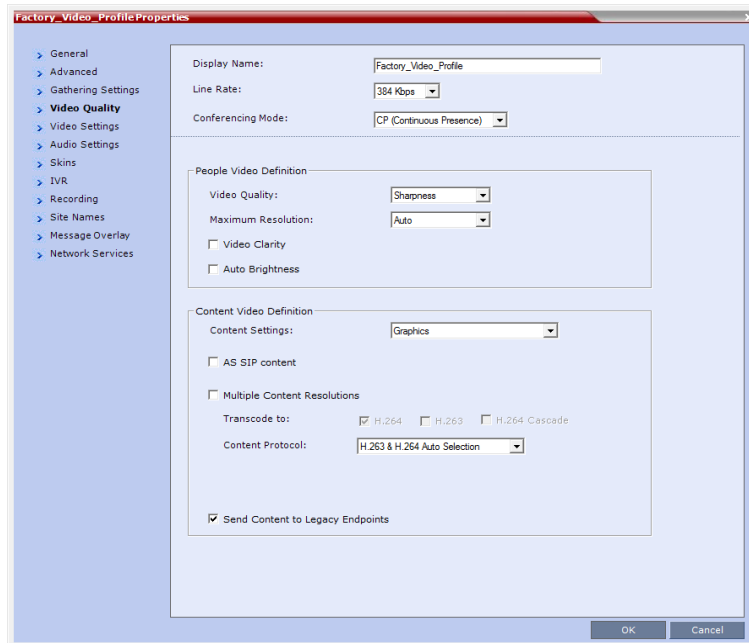 Factory_Video_Profile Properties
General
Advanced
Gathering Settings
Video Quality
Video Settings
Audio Settings
Skins
IVR
Recording
Site Names
Message Overlay
Network Services
Display Name: Factory_Video_Profile
Line Rate: 384 Kbps
Conferencing Mode: CP (Continuous Presence)
People Video Definition
Video Quality: Sharpness
Maximum Resolution: Auto
Video Clarity
Auto Brightness
Content Video Definition
Content Settings: Graphics
AS SIP content
Multiple Content Resolutions
Transcode to: H.264 H.263 H.264 Cascade
Content Protocol: H.263 & H.264 Auto Selection
Send Content to Legacy Endpoints
OK Cancel